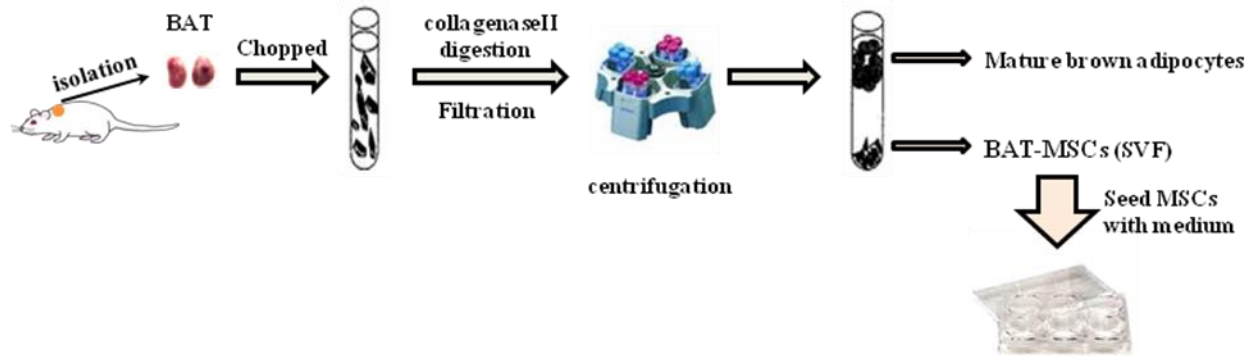 BAT
isolation
Chopped
collagenaseII
digestion
Filtration
centrifugation
Mature brown adipocytes
BAT-MSCs (SVF)
Seed MSCs
with medium